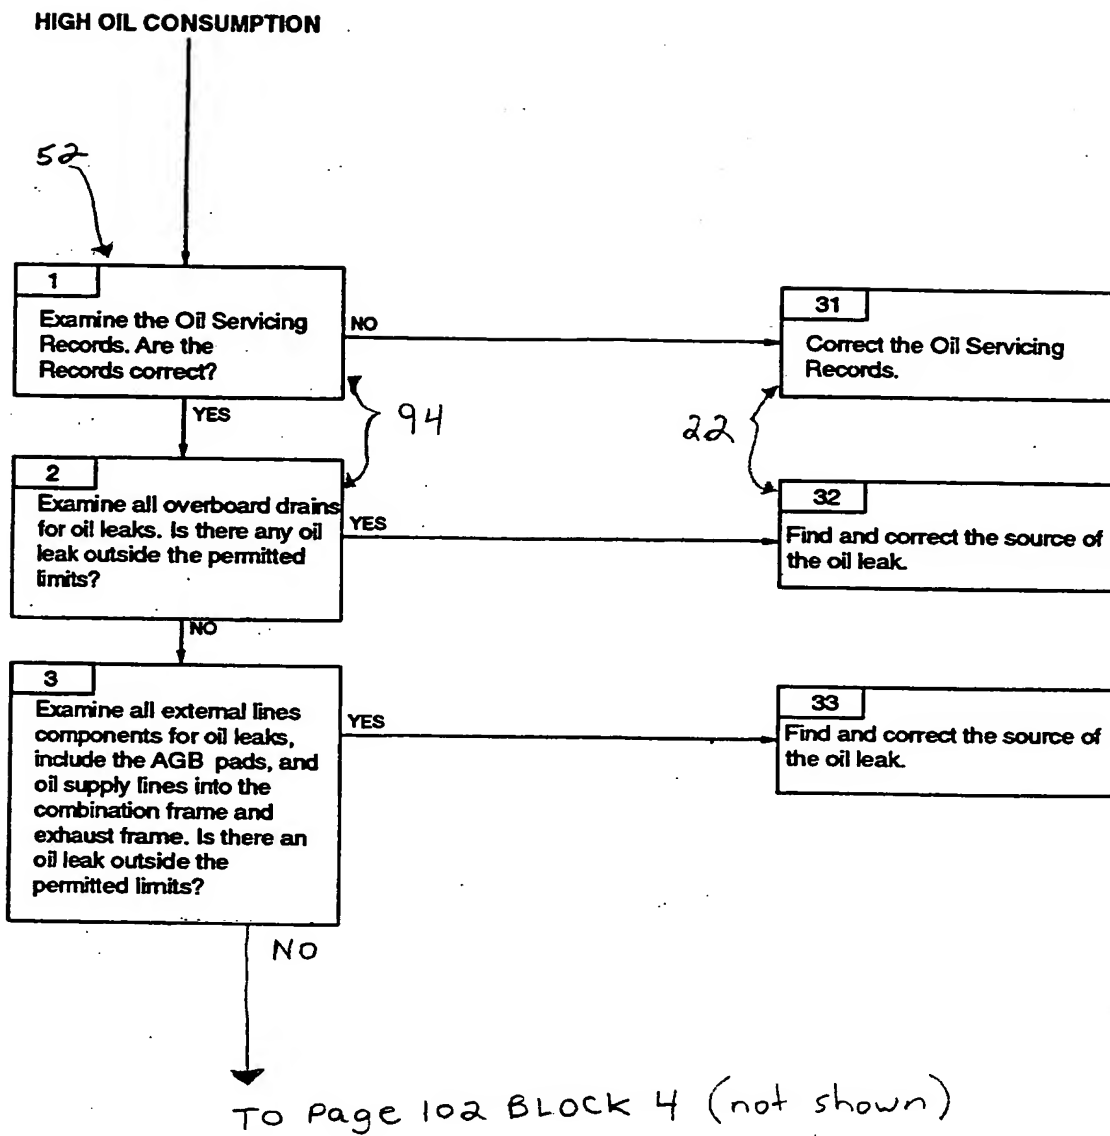 HIGH OIL CONSUMPTION
52
1
Examine the Oil Servicing
Records. Are the
Records correct?
NO
31
Correct the Oil Servicing
Records.
YES
94
22
2
Examine all overboard drains
for oil leaks. Is there any oil
leak outside the permitted
limits?
YES
32
Find and correct the source of
the oil leak.
NO
3
Examine all external lines
components for oil leaks,
include the AGB pads, and
oil supply lines into the
combination frame and
exhaust frame. Is there an
oil leak outside the
permitted limits?
YES
33
Find and correct the source of
the oil leak.
NO
TO Page 102 BLOCK 4 (not shown)